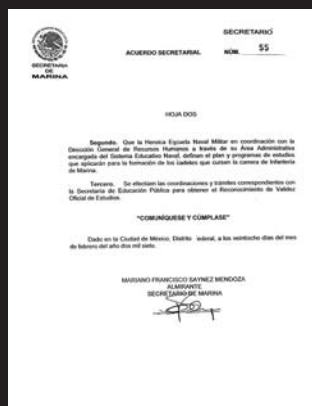 SECRETARIO
SECRETARIA
DE
MARINA
ACUERDO SECRETARIAL NÚM. 55
HOJA DOS
Segundo. Que la Heroica Escuela Naval Militar en coordinación con la
Dirección General de Recursos Humanos a través de su Área Administrativa
encargada del Sistema Educativo Naval, definan el plan y programas de estudios
que aplicarán para la formación de los cadetes que cursen la carrera de Infantería
de Marina.
Tercero. Se efectúen las coordinaciones y trámites correspondientes con
la Secretaría de Educación Pública para obtener el Reconocimiento de Validez
Oficial de Estudios.
"COMUNÍQUESE Y CÚMPLASE"
Dado en la Ciudad de México, Distrito ederal, a los veintiocho días del mes
de febrero del año dos mil siete.
MARIANO FRANCISCO SAYNEZ MENDOZA
ALMIRANTE
SECRETARIO DE MARINA